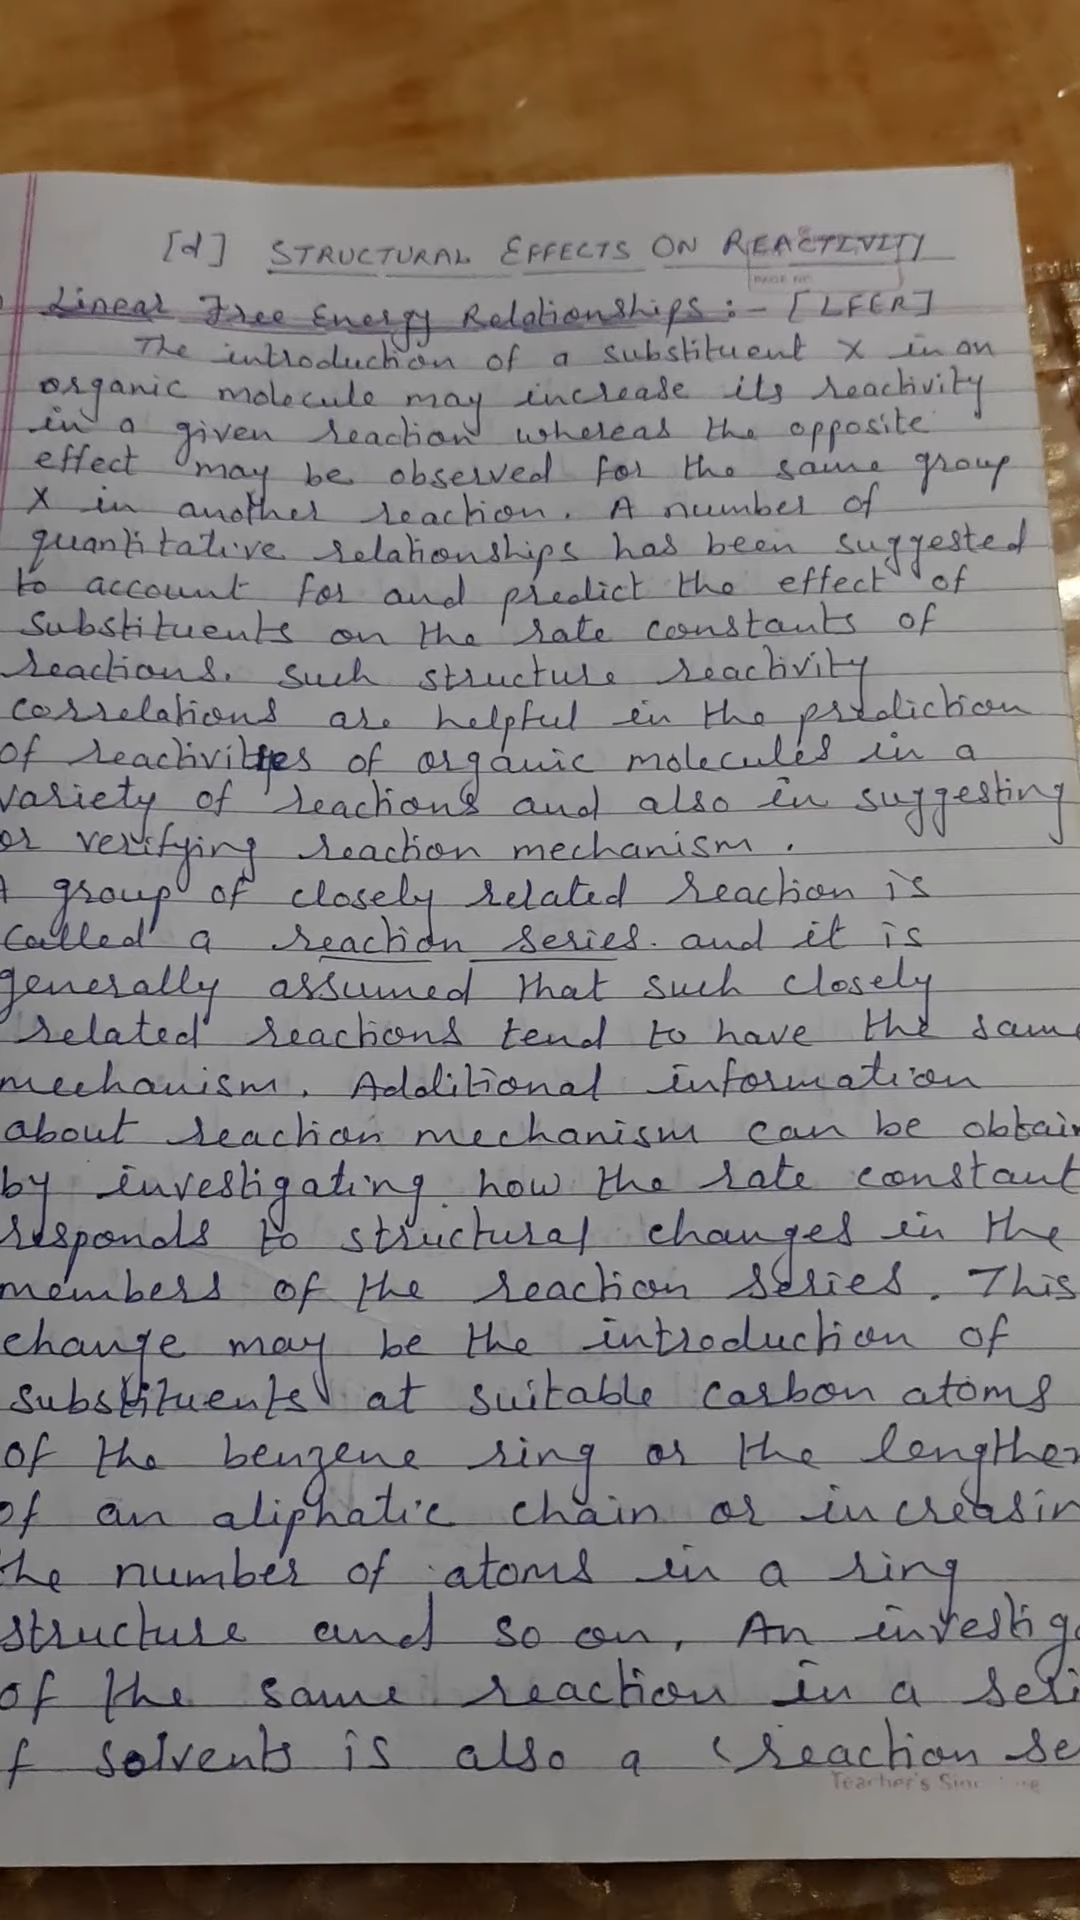 [d] STRUCTURAL EFFECTS ON REACTIVITY
PAGE NO.
Linear Free Energy Relationships :- [LFER]
The introduction of a substituent X in an
organic molecule may increase its reactivity
in a given reaction whereas the opposite
effect may be observed for the same group
X in another reaction. A number of
quantitative relationships has been suggested
to account for and predict the effect of
substituents on the rate constants of
reactions. Such structure reactivity
correlations are helpful in the prediction
of reactivities of organic molecules in a
variety of reactions and also in suggesting
or verifying reaction mechanism.
group of closely related reaction is
called a reaction series. and it is
generally assumed that such closely
related reactions tend to have the same
mechanism. Additional information
about reaction mechanism can be obtain
by investigating how the rate constant
responds to structural changes in the
members of the reaction series. This
change may be the introduction of
substituents at suitable carbon atoms
of the benzene ring or the lengthen
of an aliphatic chain or increasin
the number of atoms in a ring
structure and so on. An investiga
of the same reaction in a seri
f solvents is also a reaction se
Teacher's